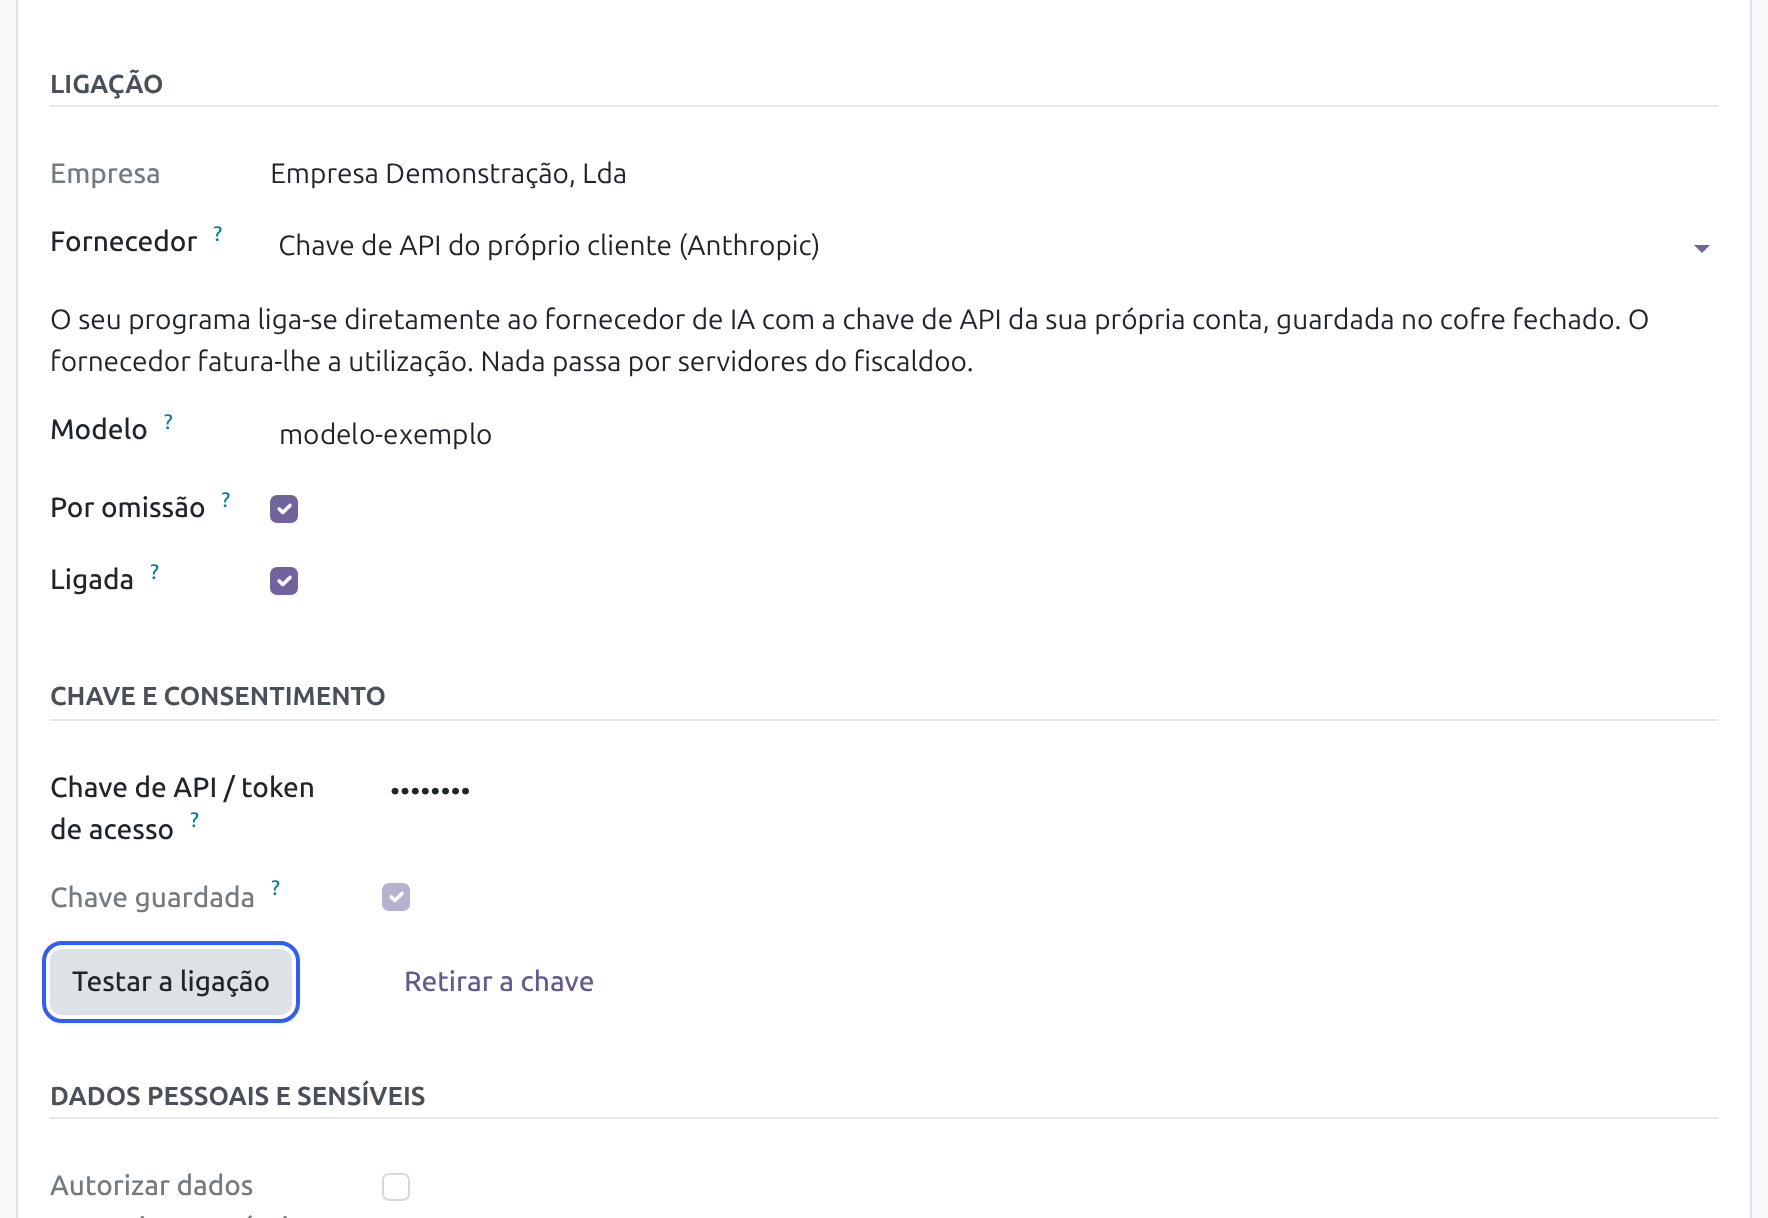 LIGAÇÃO
Empresa Empresa Demonstração, Lda
Fornecedor ? Chave de API do próprio cliente (Anthropic)
O seu programa liga-se diretamente ao fornecedor de IA com a chave de API da sua própria conta, guardada no cofre fechado. O
fornecedor fatura-lhe a utilização. Nada passa por servidores do fiscaldoo.
Modelo ? modelo-exemplo
Por omissão ?
Ligada ?
CHAVE E CONSENTIMENTO
Chave de API / token ••••••••
de acesso ?
Chave guardada ?
Testar a ligação Retirar a chave
DADOS PESSOAIS E SENSÍVEIS
Autorizar dados